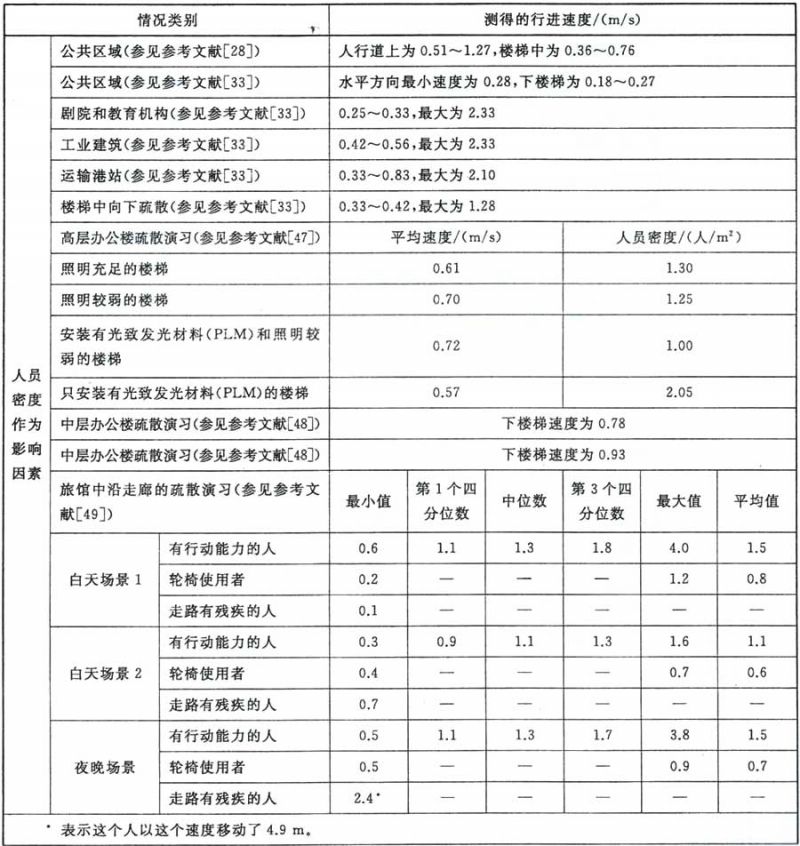 情况类别 测得的行进速度/(m/s)
公共区域(参见参考文献[28]) 人行道上为0.51～1.27,楼梯中为0.36～0.76
公共区域(参见参考文献[33]) 水平方向最小速度为0.28,下楼梯为0.18～0.27
剧院和教育机构(参见参考文献[33]) 0.25～0.33,最大为2.33
工业建筑(参见参考文献[33]) 0.42～0.56,最大为2.33
运输港站(参见参考文献[33]) 0.33～0.83,最大为2.10
楼梯中向下疏散(参见参考文献[33]) 0.33～0.42,最大为1.28
高层办公楼疏散演习(参见参考文献[47]) 平均速度/(m/s) 人员密度/(人/m²)
照明充足的楼梯 0.61 1.30
照明较弱的楼梯 0.70 1.25
安装有光致发光材料(PLM)和照明较
弱的楼梯 0.72 1.00
只安装有光致发光材料(PLM)的楼梯 0.57 2.05
人员
密度
作为
影响
因素
中层办公楼疏散演习(参见参考文献[48]) 下楼梯速度为0.78
中层办公楼疏散演习(参见参考文献[48]) 下楼梯速度为0.93
旅馆中沿走廊的疏散演习(参见参考文
献[49]) 最小值 第1个四
分位数 中位数 第3个四
分位数 最大值 平均值
白天场景1 有行动能力的人 0.6 1.1 1.3 1.8 4.0 1.5
轮椅使用者 0.2 — — — 1.2 0.8
走路有残疾的人 0.1 — — — — —
白天场景2 有行动能力的人 0.3 0.9 1.1 1.3 1.6 1.1
轮椅使用者 0.4 — — — 0.7 0.6
走路有残疾的人 0.7 — — — — —
夜晚场景 有行动能力的人 0.5 1.1 1.3 1.7 3.8 1.5
轮椅使用者 0.5 — — — 0.9 0.7
走路有残疾的人 2.4* — — — — —
* 表示这个人以这个速度移动了4.9 m。